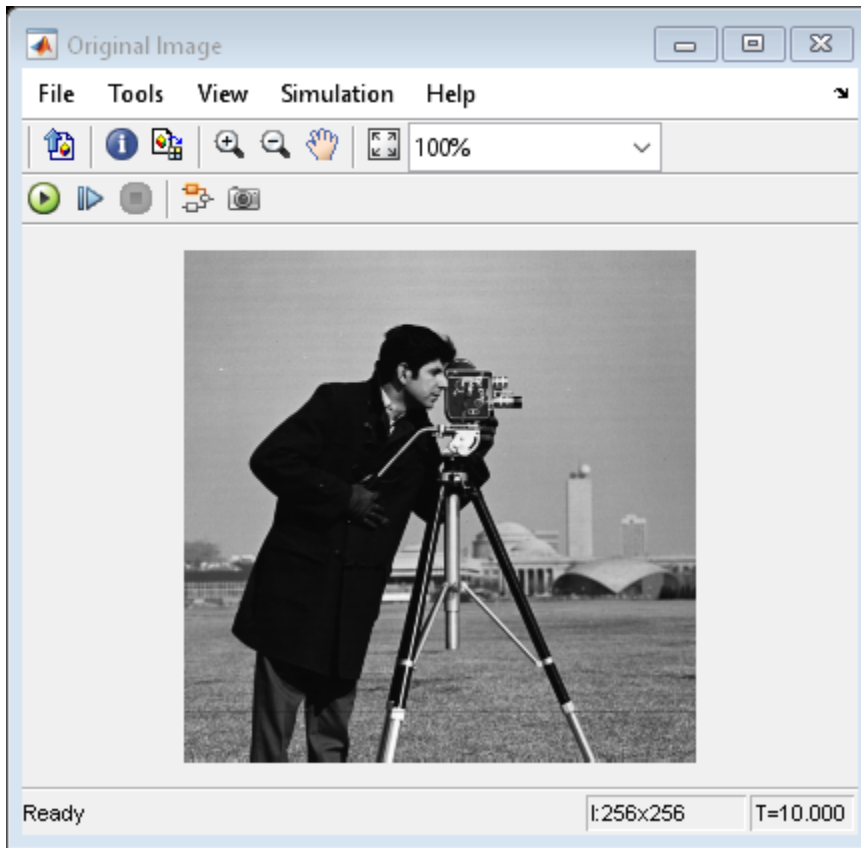 Original Image
File Tools View Simulation Help
100%
Ready I:256x256 T=10.000